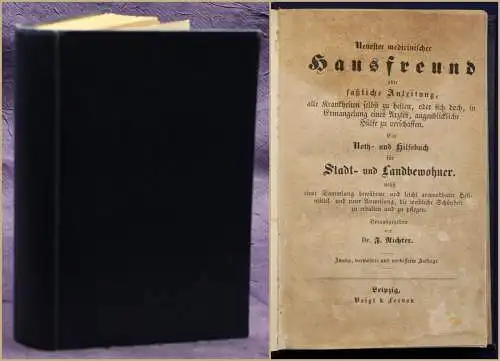 Neuester medicinischer
Hausfreund
oder
faßliche Anleitung,
alle Krankheiten selbst zu heilen, oder sich doch, in
Ermangelung eines Arztes, augenblickliche
Hülfe zu verschaffen.
Ein
Noth- und Hilfsbuch
für
Stadt- und Landbewohner.
nebst
einer Sammlung bewährter und leicht anwendbarer Heil-
mittel, und einer Anweisung, die weibliche Schönheit
zu erhalten und zu pflegen.
Herausgegeben
von
Dr. F. Richter.
Zweite, vermehrte und verbesserte Auflage.
Leipzig,
Voigt & Fernau